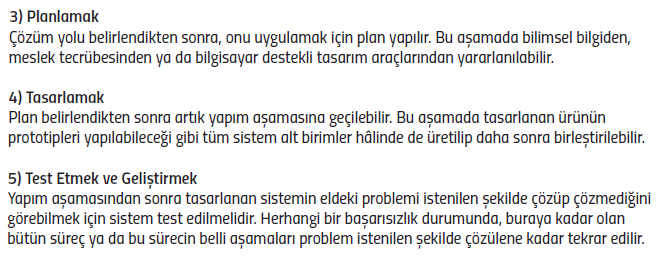 3) Planlamak
Çözüm yolu belirlendikten sonra, onu uygulamak için plan yapılır. Bu aşamada bilimsel bilgiden,
meslek tecrübesinden ya da bilgisayar destekli tasarım araçlarından yararlanılabilir.
4) Tasarlamak
Plan belirlendikten sonra artık yapım aşamasına geçilebilir. Bu aşamada tasarlanan ürünün
prototipleri yapılabileceği gibi tüm sistem alt birimler hâlinde de üretilip daha sonra birleştirilebilir.
5) Test Etmek ve Geliştirmek
Yapım aşamasından sonra tasarlanan sistemin eldeki problemi istenilen şekilde çözüp çözmediğini
görebilmek için sistem test edilmelidir. Herhangi bir başarısızlık durumunda, buraya kadar olan
bütün süreç ya da bu sürecin belli aşamaları problem istenilen şekilde çözülene kadar tekrar edilir.